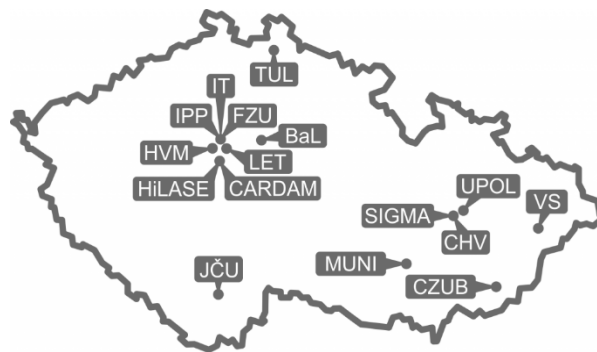 TUL
IT
IPP
FZU
BaL
HVM
LET
HiLASE
CARDAM
UPOL
VS
SIGMA
CHV
MUNI
JČU
CZUB